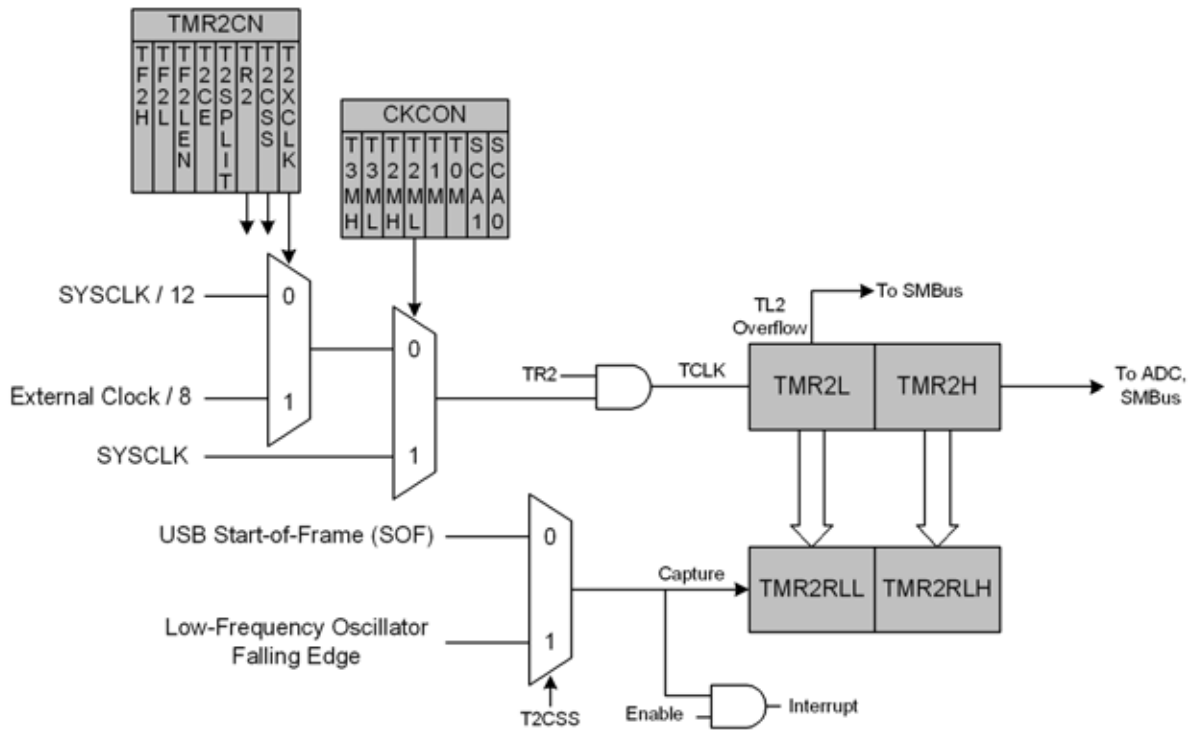 TMR2CN
TF2H
TF2L
TF2LEN
T2CE
T2SPLIT
TR2
T2CSS
T2XCLK
CKCON
T3MH
T3ML
T2MH
T2ML
T1M
T0M
SCA1
SCA0
SYSCLK / 12
0
External Clock / 8
1
SYSCLK
0
1
TR2
TCLK
TL2
Overflow
To SMBus
TMR2L
TMR2H
To ADC,
SMBus
USB Start-of-Frame (SOF)
0
Low-Frequency Oscillator
Falling Edge
1
T2CSS
Capture
TMR2RLL
TMR2RLH
Enable
Interrupt